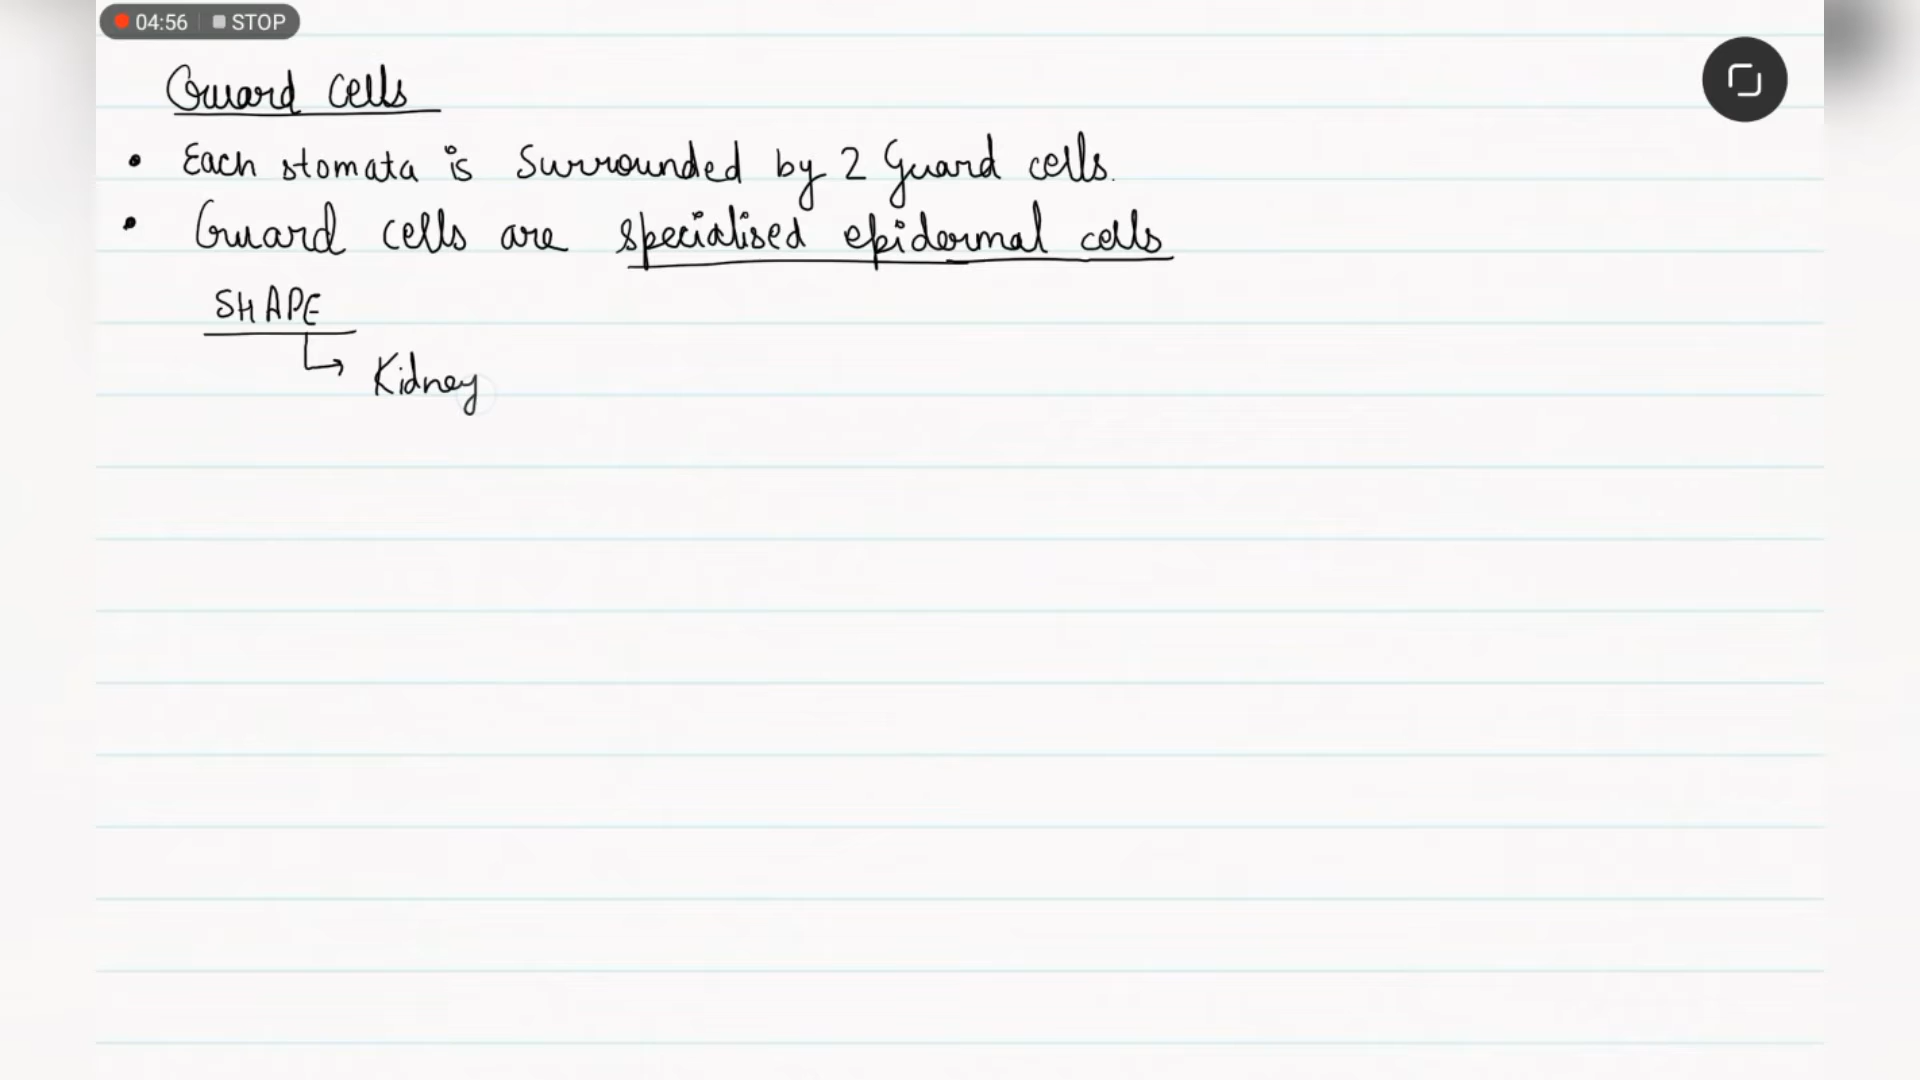 04:56 STOP
Guard cells
• Each stomata is surrounded by 2 Guard cells.
• Guard cells are specialised epidermal cells
SHAPE
↳ Kidney